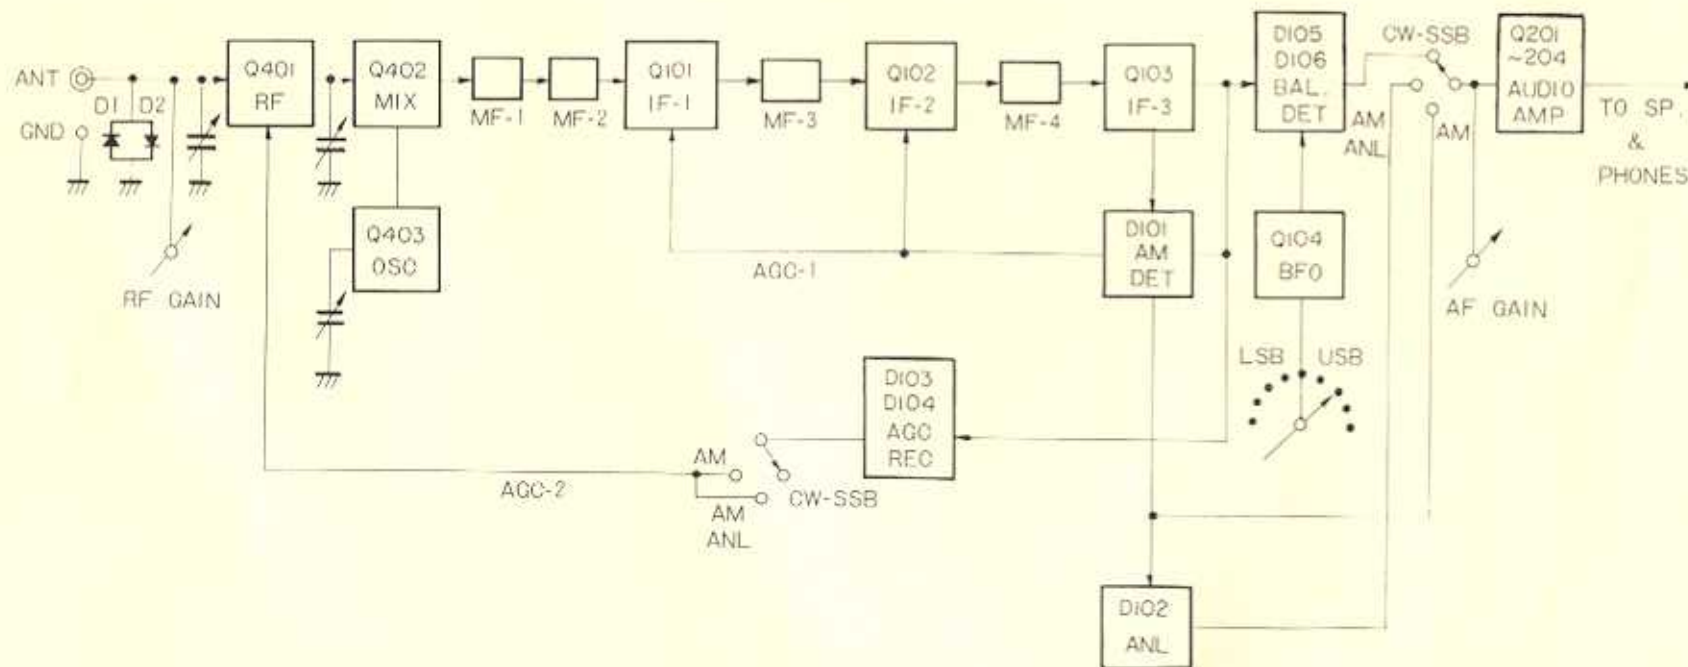 ANT
GND
D1 D2
RF GAIN
Q401
RF
Q402
MIX
Q403
OSC
MF-1
MF-2
Q101
IF-1
MF-3
Q102
IF-2
MF-4
Q103
IF-3
D105
D106
BAL.
DET
CW-SSB
AM
ANL
AM
Q201
~204
AUDIO
AMP
TO SP.
&
PHONES
AGC-1
D101
AM
DET
Q104
BFO
AF GAIN
LSB USB
D103
D104
AGC
REC
AM
CW-SSB
AM
ANL
AGC-2
D102
ANL